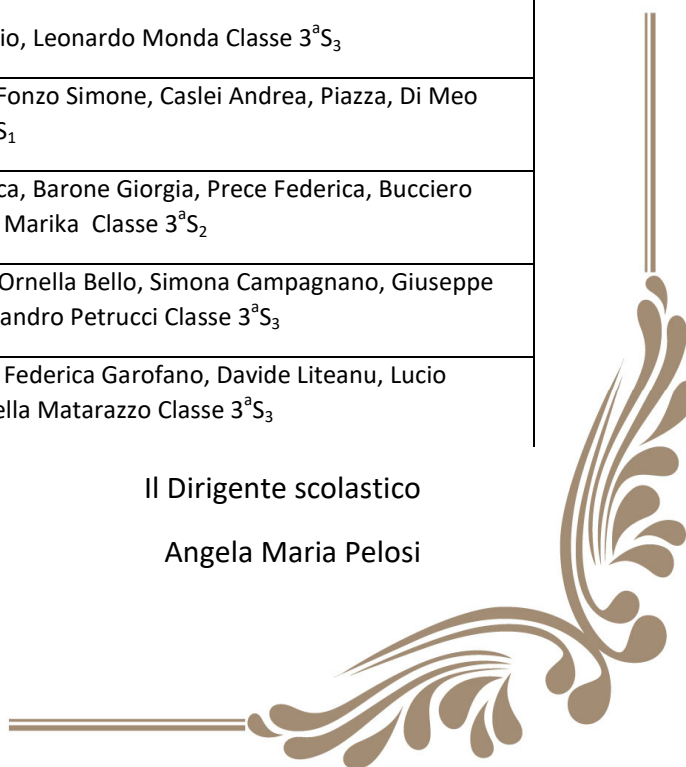 io, Leonardo Monda Classe 3ªS₃
Fonzo Simone, Caslei Andrea, Piazza, Di Meo
S₁
ca, Barone Giorgia, Prece Federica, Bucciero
Marika Classe 3ªS₂
Ornella Bello, Simona Campagnano, Giuseppe
andro Petrucci Classe 3ªS₃
Federica Garofano, Davide Liteanu, Lucio
ella Matarazzo Classe 3ªS₃
Il Dirigente scolastico
Angela Maria Pelosi